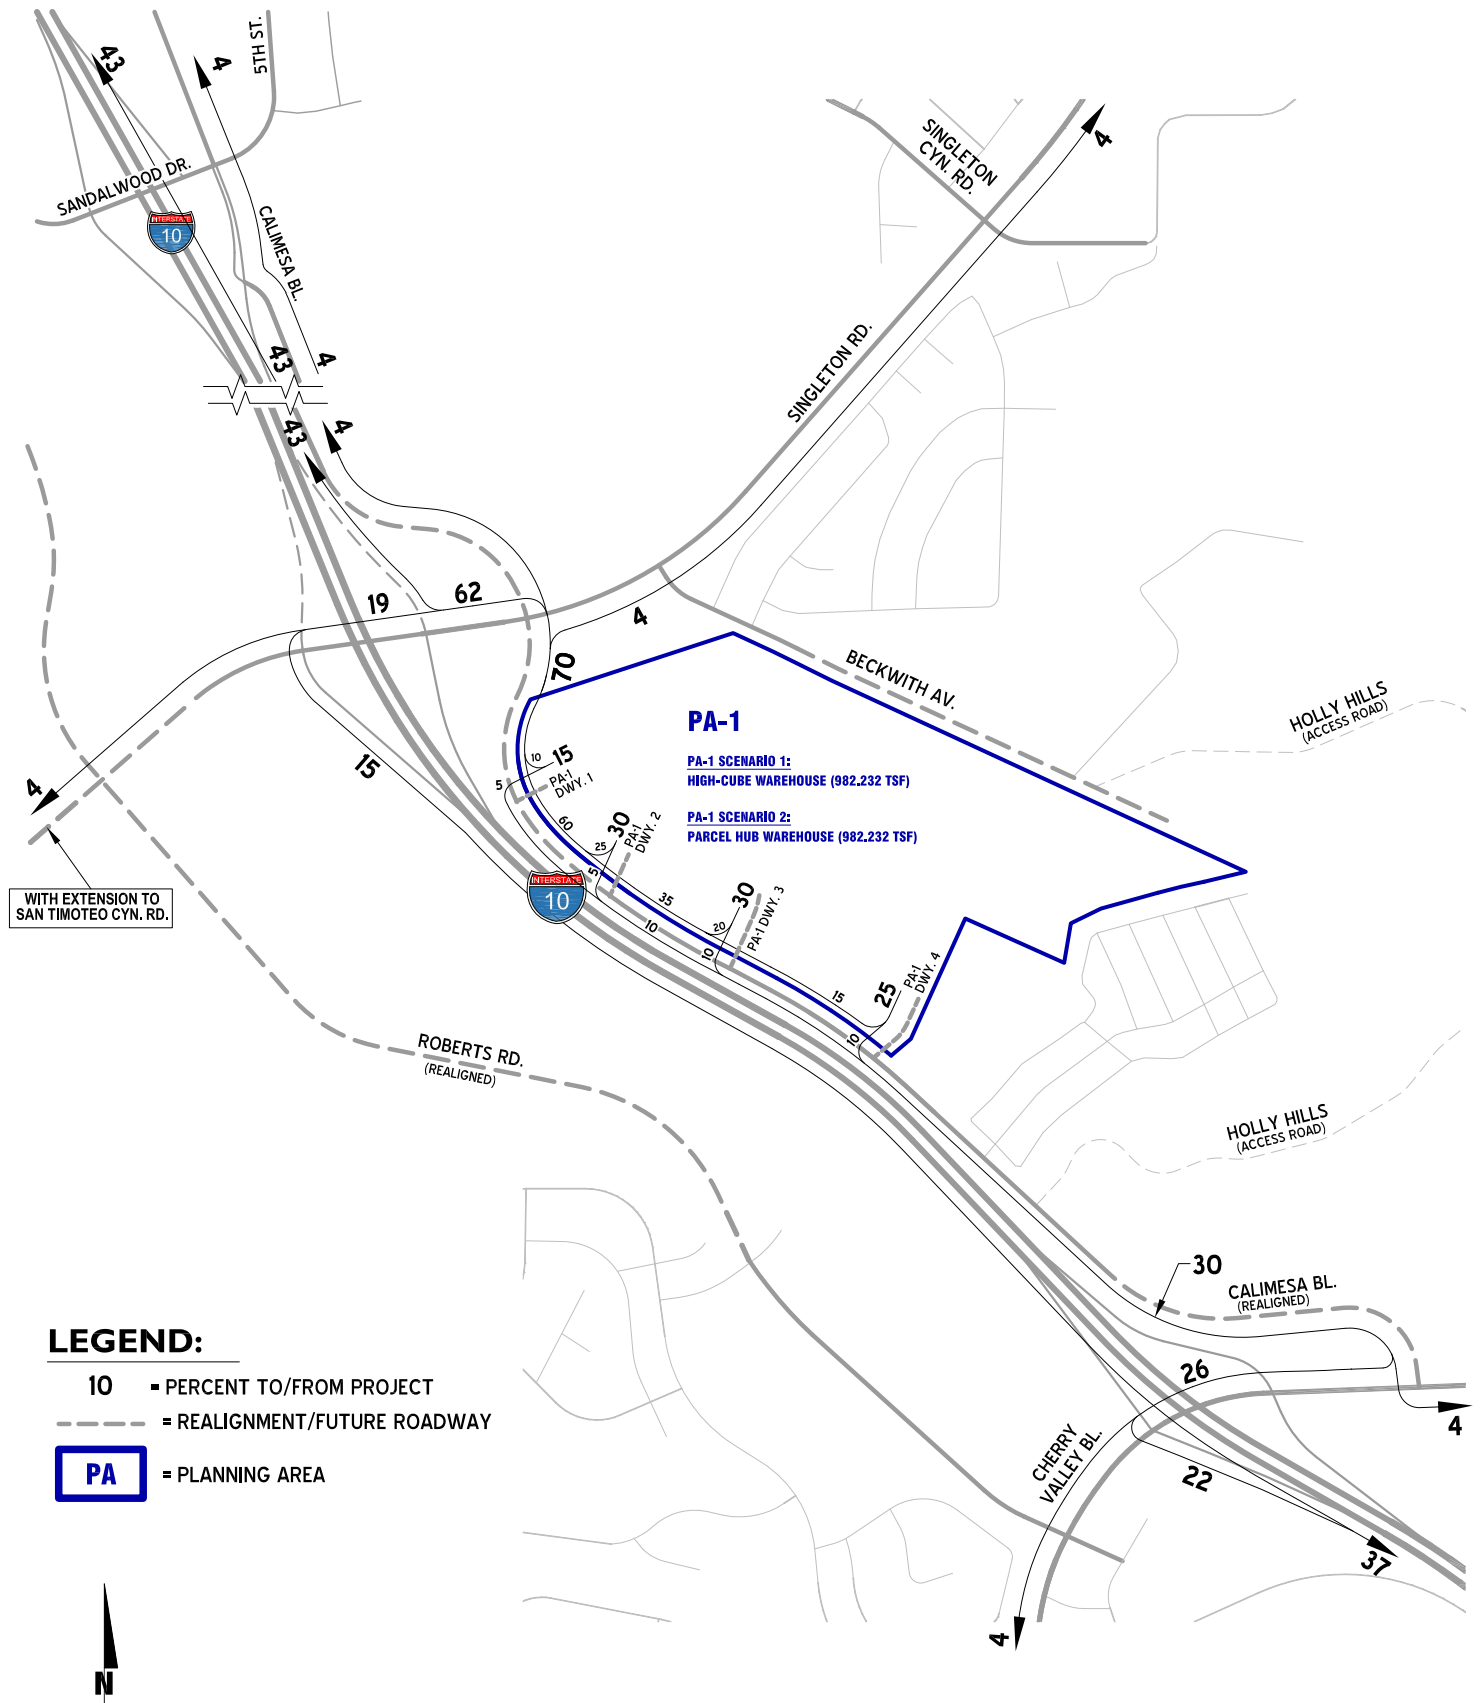 43
4
5TH ST.
SANDALWOOD DR.
INTERSTATE
10
CALIMESA BL.
SINGLETON
CYN. RD.
4
SINGLETON RD.
43
4
43
4
19
62
4
70
BECKWITH AV.
HOLLY HILLS
(ACCESS ROAD)
PA-1
PA-1 SCENARIO 1:
HIGH-CUBE WAREHOUSE (982.232 TSF)
PA-1 SCENARIO 2:
PARCEL HUB WAREHOUSE (982.232 TSF)
15
4
10
15
5
PA-1
DWY. 1
60
25
30
PA-1
DWY. 2
5
INTERSTATE
10
35
10
20
30
PA-1 DWY. 3
10
15
25
PA-1
DWY. 4
10
WITH EXTENSION TO
SAN TIMOTEO CYN. RD.
ROBERTS RD.
(REALIGNED)
HOLLY HILLS
(ACCESS ROAD)
30
CALIMESA BL.
(REALIGNED)
26
4
CHERRY
VALLEY BL.
22
37
4
LEGEND:
10 = PERCENT TO/FROM PROJECT
= REALIGNMENT/FUTURE ROADWAY
PA = PLANNING AREA
N